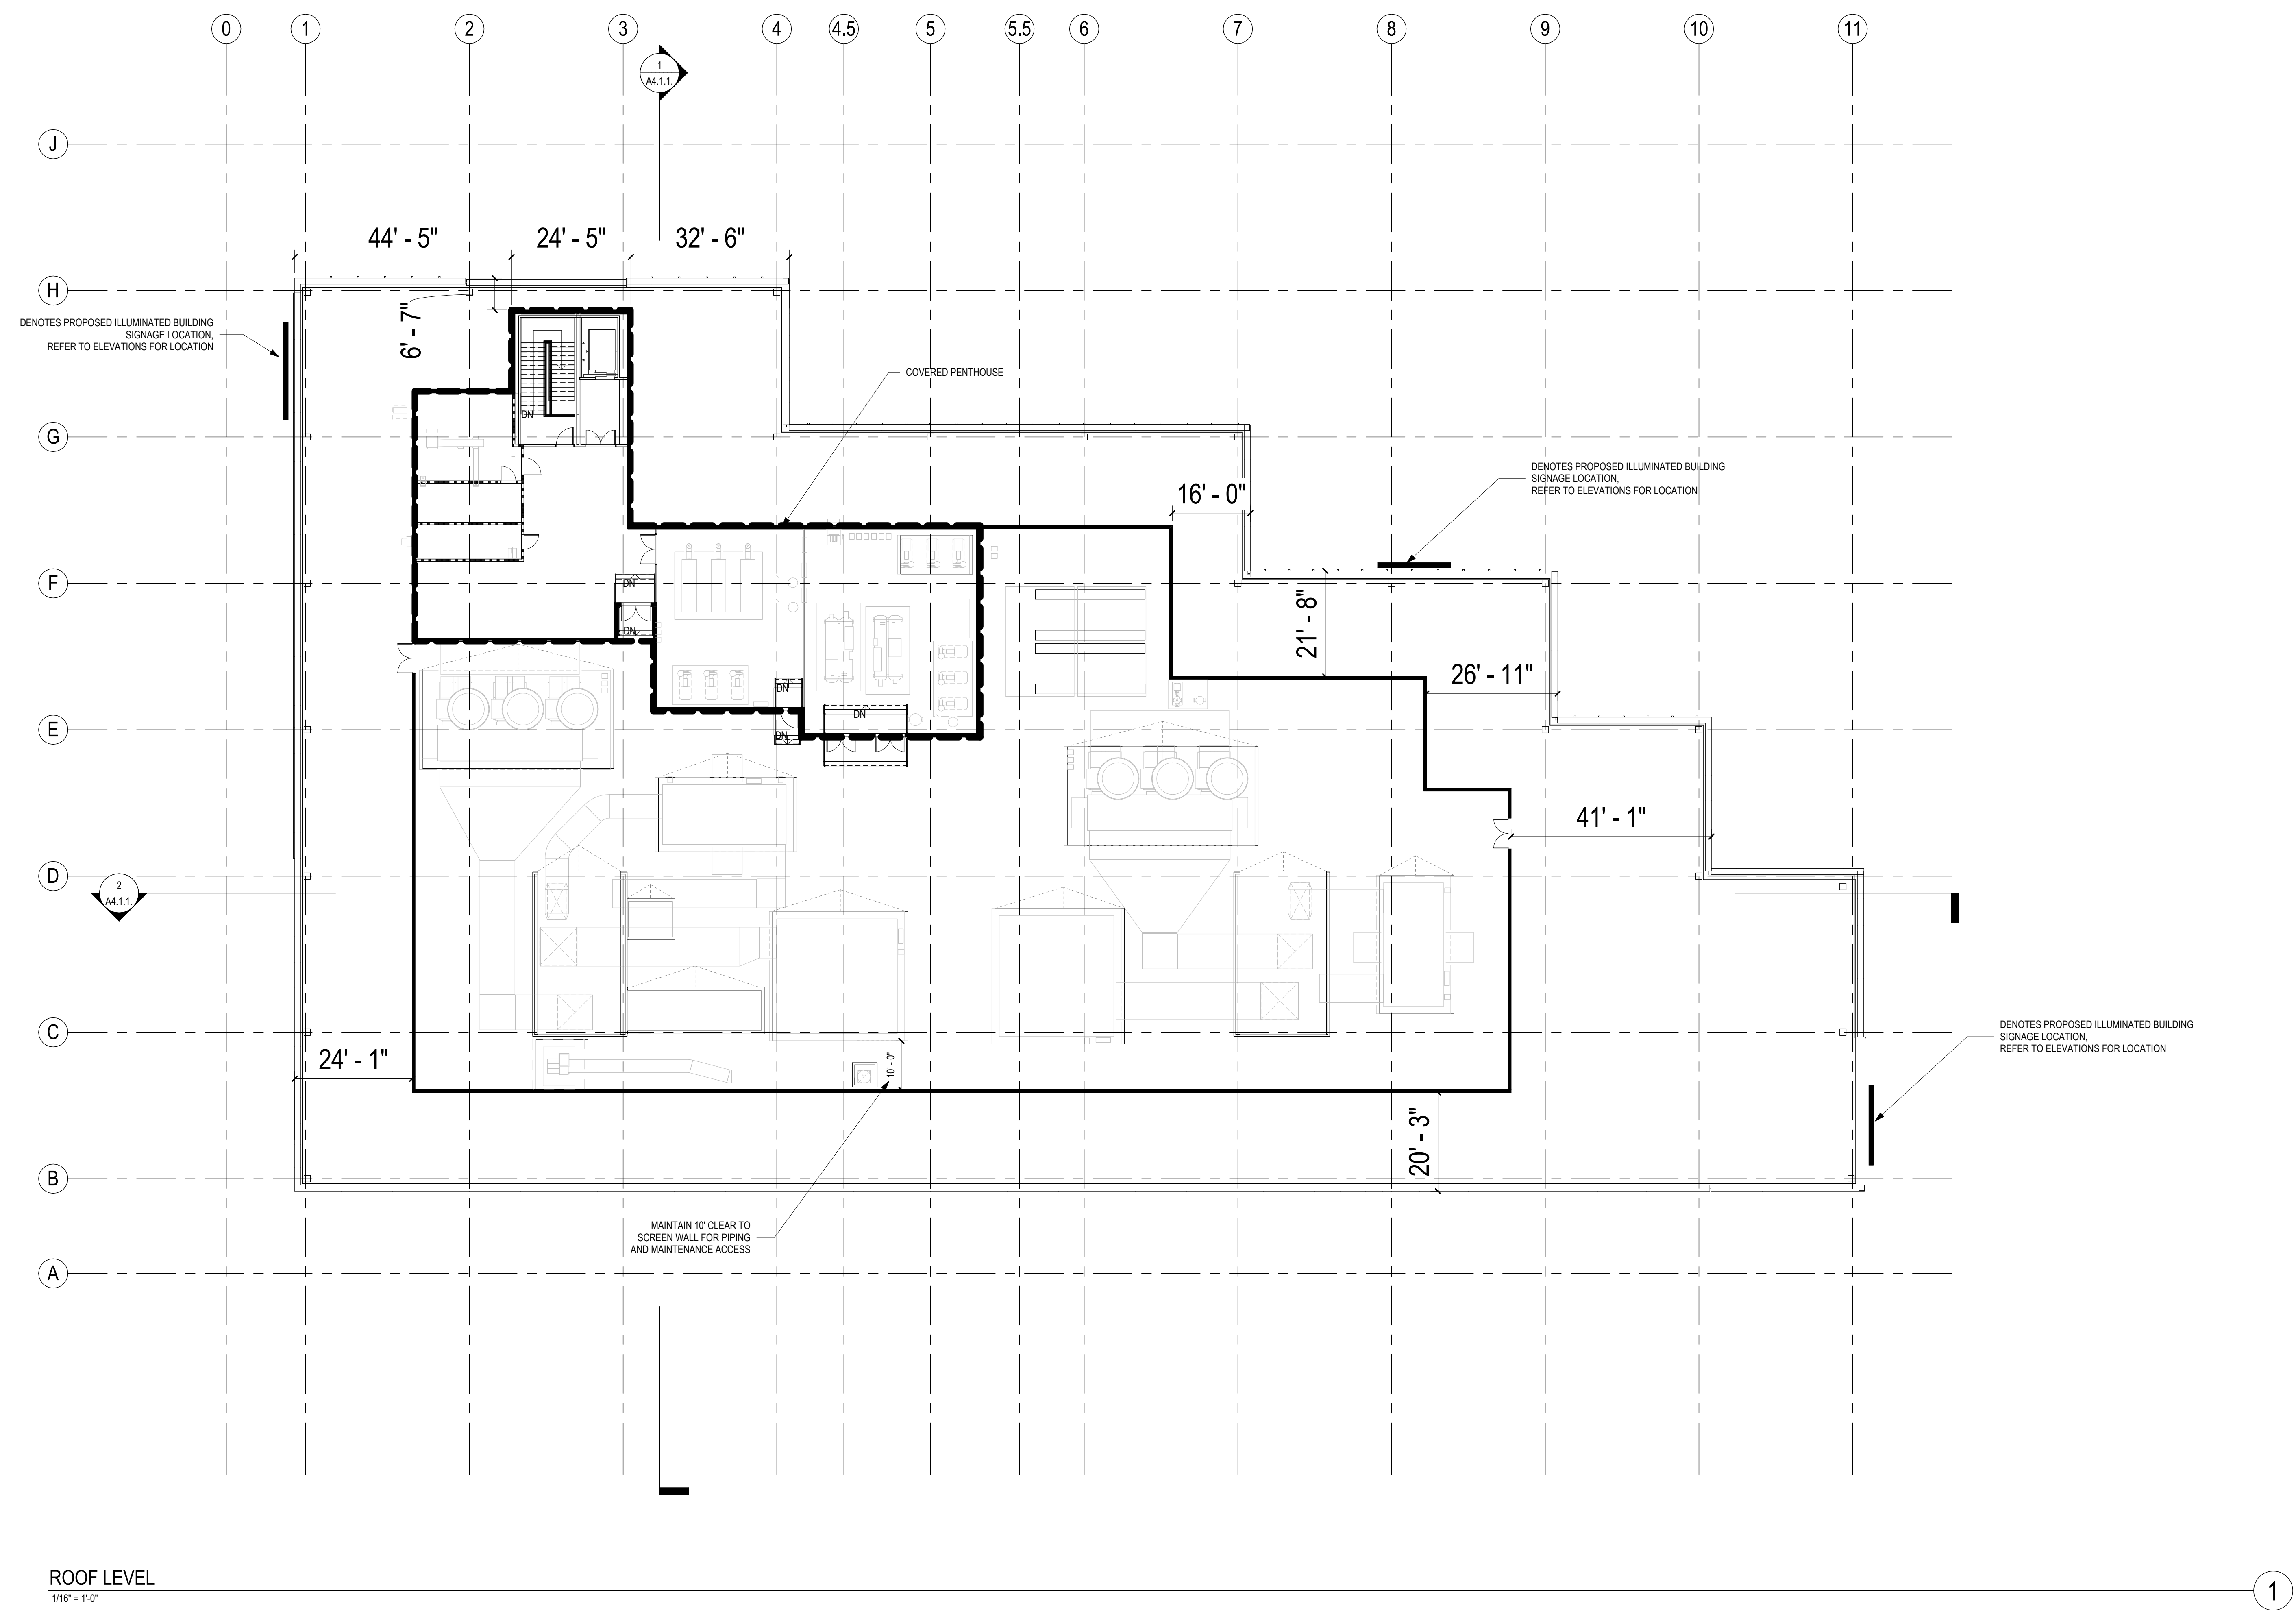 0 1 2 3 4 4.5 5 5.5 6 7 8 9 10 11
1
A4.1.1.
J
44' - 5" 24' - 5" 32' - 6"
H
6' - 7"
DENOTES PROPOSED ILLUMINATED BUILDING
SIGNAGE LOCATION,
REFER TO ELEVATIONS FOR LOCATION
COVERED PENTHOUSE
DN
G
DENOTES PROPOSED ILLUMINATED BUILDING
SIGNAGE LOCATION,
REFER TO ELEVATIONS FOR LOCATION
16' - 0"
F
DN
DN
21' - 8"
26' - 11"
DN
DN
DN
E
41' - 1"
D
2
A4.1.1.
C
DENOTES PROPOSED ILLUMINATED BUILDING
SIGNAGE LOCATION,
REFER TO ELEVATIONS FOR LOCATION
24' - 1"
10' - 0"
20' - 3"
B
MAINTAIN 10' CLEAR TO
SCREEN WALL FOR PIPING
AND MAINTENANCE ACCESS
A
ROOF LEVEL
1/16" = 1'-0"
1